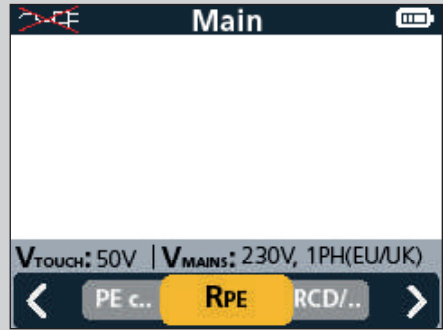 Main
VTOUCH: 50V | VMAINS: 230V, 1PH(EU/UK)
< PE c.. RPE RCD/.. >